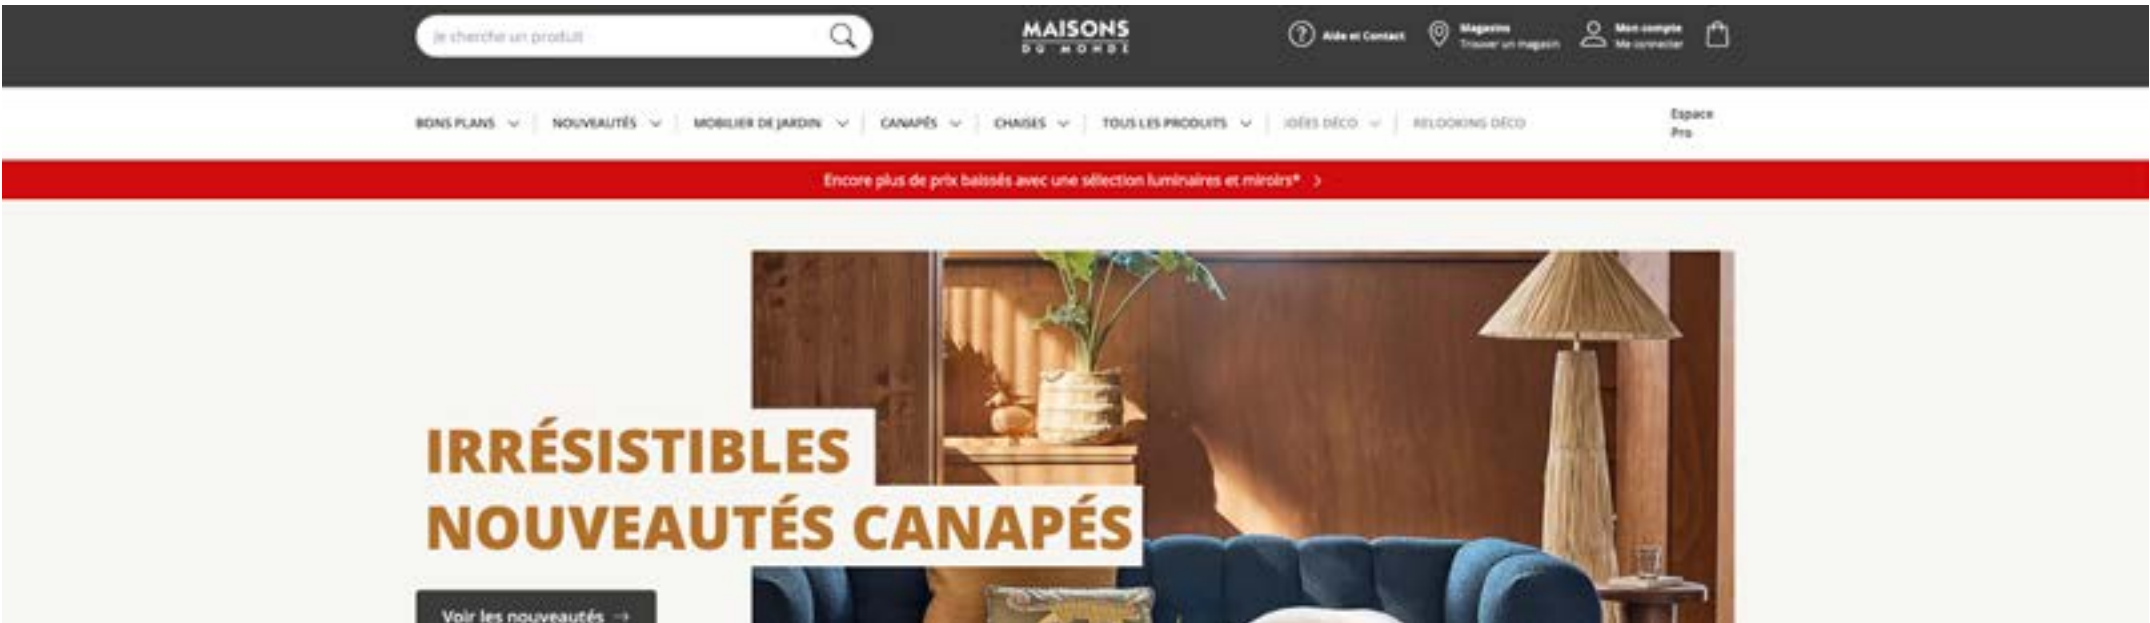 Je cherche un produit
MAISONS
DU MONDE
? Aide et Contact
Magasins
Trouver un magasin
Mon compte
Me connecter
BONS PLANS
NOUVEAUTÉS
MOBILIER DE JARDIN
CANAPÉS
CHAISES
TOUS LES PRODUITS
IDÉES DÉCO
RELOOKING DÉCO
Espace
Pro
Encore plus de prix baissés avec une sélection luminaires et miroirs* >
IRRÉSISTIBLES
NOUVEAUTÉS CANAPÉS
Voir les nouveautés →